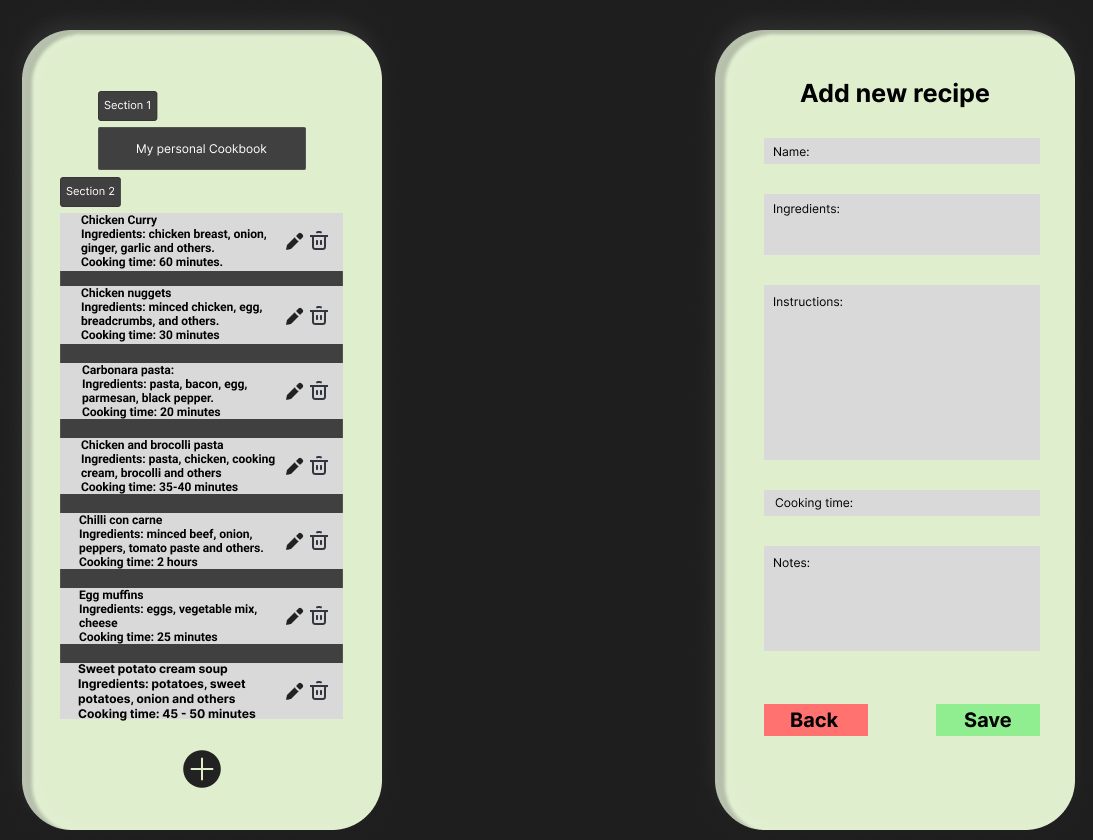 Section 1
My personal Cookbook
Section 2
Chicken Curry
Ingredients: chicken breast, onion,
ginger, garlic and others.
Cooking time: 60 minutes.
Chicken nuggets
Ingredients: minced chicken, egg,
breadcrumbs, and others.
Cooking time: 30 minutes
Carbonara pasta:
Ingredients: pasta, bacon, egg,
parmesan, black pepper.
Cooking time: 20 minutes
Chicken and brocolli pasta
Ingredients: pasta, chicken, cooking
cream, brocolli and others
Cooking time: 35-40 minutes
Chilli con carne
Ingredients: minced beef, onion,
peppers, tomato paste and others.
Cooking time: 2 hours
Egg muffins
Ingredients: eggs, vegetable mix,
cheese
Cooking time: 25 minutes
Sweet potato cream soup
Ingredients: potatoes, sweet
potatoes, onion and others
Cooking time: 45 - 50 minutes
Add new recipe
Name:
Ingredients:
Instructions:
Cooking time:
Notes:
Back
Save